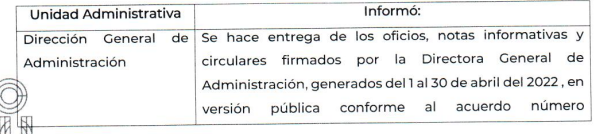 Unidad Administrativa
Informó:
Dirección General de
Administración
Se hace entrega de los oficios, notas informativas y
circulares firmados por la Directora General de
Administración, generados del 1 al 30 de abril del 2022 , en
versión pública conforme al acuerdo número